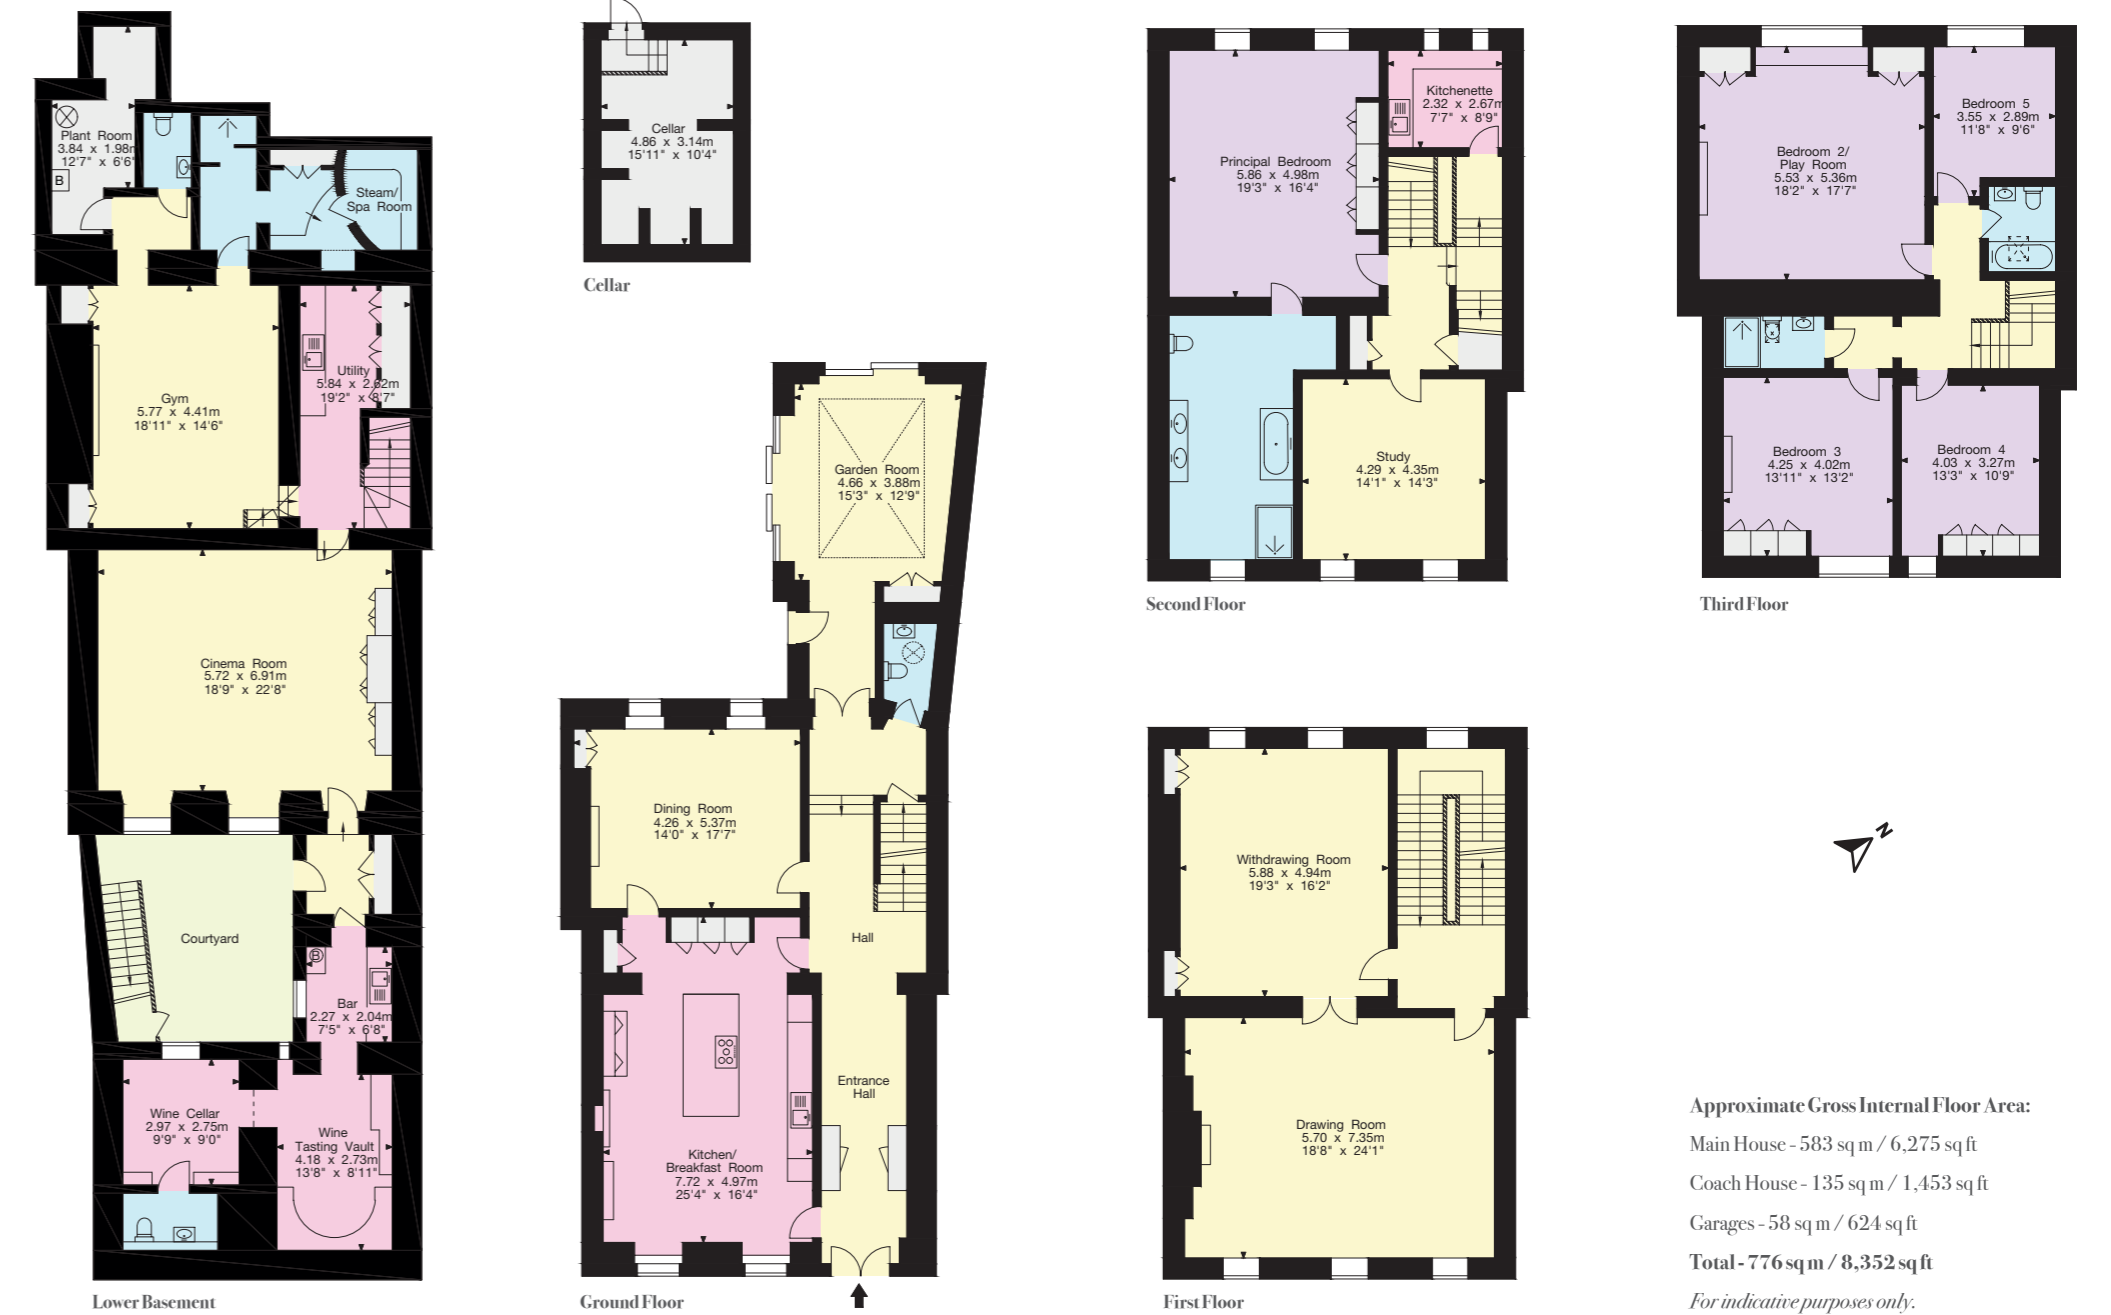 Plant Room
3.84 x 1.98m
12'7" x 6'6"
B
Steam/
Spa Room
Utility
5.84 x 2.62m
19'2" x 8'7"
Gym
5.77 x 4.41m
18'11" x 14'6"
Cinema Room
5.72 x 6.91m
18'9" x 22'8"
Courtyard
B
Bar
2.27 x 2.04m
7'5" x 6'8"
Wine Cellar
2.97 x 2.75m
9'9" x 9'0"
Wine
Tasting Vault
4.18 x 2.73m
13'8" x 8'11"
Lower Basement
Cellar
4.86 x 3.14m
15'11" x 10'4"
Cellar
Garden Room
4.66 x 3.88m
15'3" x 12'9"
Dining Room
4.26 x 5.37m
14'0" x 17'7"
Hall
Entrance
Hall
Kitchen/
Breakfast Room
7.72 x 4.97m
25'4" x 16'4"
Ground Floor
Kitchenette
2.32 x 2.67m
7'7" x 8'9"
Principal Bedroom
5.86 x 4.98m
19'3" x 16'4"
Study
4.29 x 4.35m
14'1" x 14'3"
Second Floor
Bedroom 5
3.55 x 2.89m
11'8" x 9'6"
Bedroom 2/
Play Room
5.53 x 5.36m
18'2" x 17'7"
Bedroom 3
4.25 x 4.02m
13'11" x 13'2"
Bedroom 4
4.03 x 3.27m
13'3" x 10'9"
Third Floor
Withdrawing Room
5.88 x 4.94m
19'3" x 16'2"
Drawing Room
5.70 x 7.35m
18'8" x 24'1"
First Floor
N
Approximate Gross Internal Floor Area:
Main House - 583 sq m / 6,275 sq ft
Coach House - 135 sq m / 1,453 sq ft
Garages - 58 sq m / 624 sq ft
Total - 776 sq m / 8,352 sq ft
For indicative purposes only.